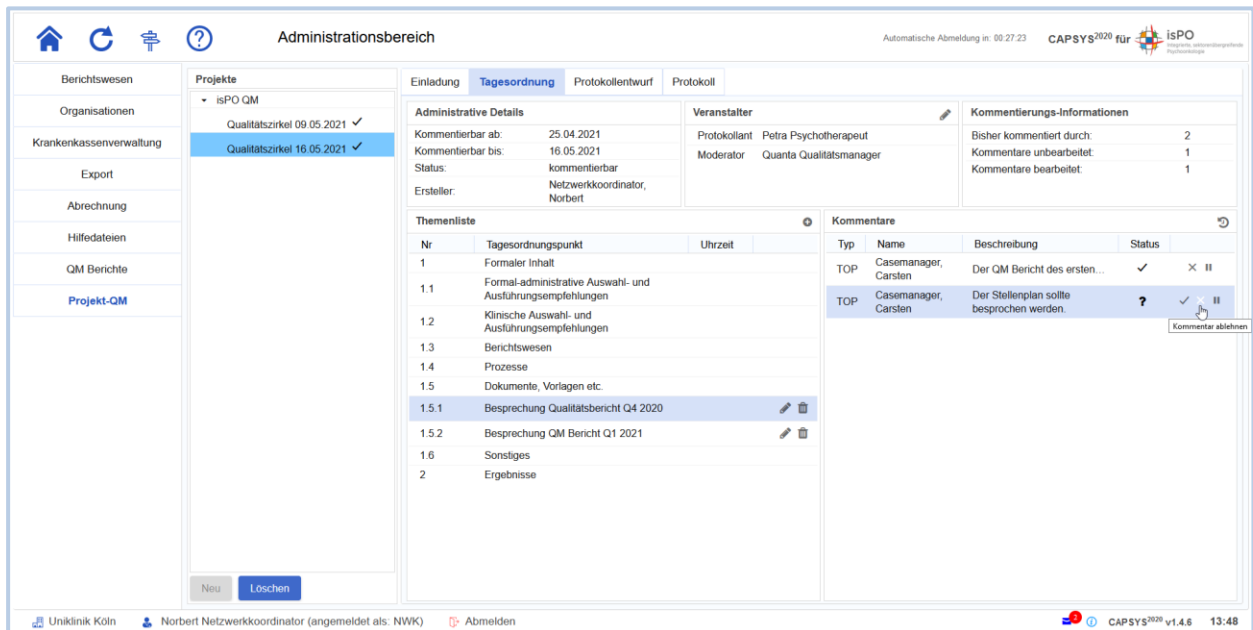 Administrationsbereich
Automatische Abmeldung in: 00:27:23
CAPSYS2020 für
isPO
Integrierte, sektorenübergreifende
Psychoonkologie
Berichtswesen
Organisationen
Krankenkassenverwaltung
Export
Abrechnung
Hilfedateien
QM Berichte
Projekt-QM
Projekte
isPO QM
Qualitätszirkel 09.05.2021
Qualitätszirkel 16.05.2021
Neu
Löschen
Einladung Tagesordnung Protokollentwurf Protokoll
Administrative Details
Kommentierbar ab: 25.04.2021
Kommentierbar bis: 16.05.2021
Status: kommentierbar
Ersteller: Netzwerkkoordinator,
Norbert
Veranstalter
Protokollant Petra Psychotherapeut
Moderator Quanta Qualitätsmanager
Kommentierungs-Informationen
Bisher kommentiert durch: 2
Kommentare unbearbeitet: 1
Kommentare bearbeitet: 1
Themenliste
Nr Tagesordnungspunkt Uhrzeit
1 Formaler Inhalt
1.1 Formal-administrative Auswahl- und
Ausführungsempfehlungen
1.2 Klinische Auswahl- und
Ausführungsempfehlungen
1.3 Berichtswesen
1.4 Prozesse
1.5 Dokumente, Vorlagen etc.
1.5.1 Besprechung Qualitätsbericht Q4 2020
1.5.2 Besprechung QM Bericht Q1 2021
1.6 Sonstiges
2 Ergebnisse
Kommentare
Typ Name Beschreibung Status
TOP Casemanager,
Carsten Der QM Bericht des ersten...
TOP Casemanager,
Carsten Der Stellenplan sollte
besprochen werden. ?
Kommentar ablehnen
Uniklinik Köln Norbert Netzwerkkoordinator (angemeldet als: NWK) Abmelden
2
CAPSYS2020 v1.4.6 13:48